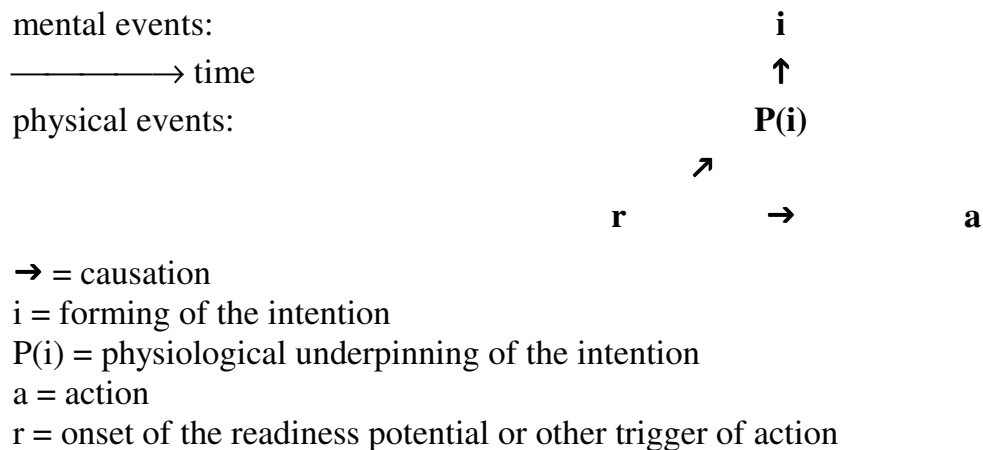 mental events: i
⟶ time ↑
physical events: P(i)
↗
r → a
→ = causation
i = forming of the intention
P(i) = physiological underpinning of the intention
a = action
r = onset of the readiness potential or other trigger of action